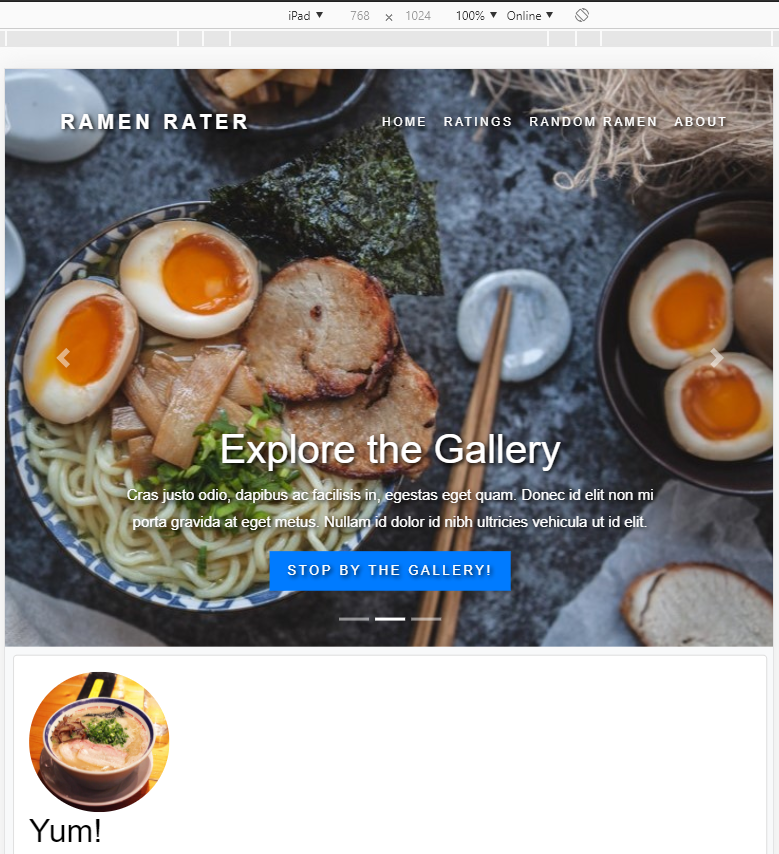 iPad ▼ 768 × 1024 100% ▼ Online ▼
RAMEN RATER HOME RATINGS RANDOM RAMEN ABOUT
Explore the Gallery
Cras justo odio, dapibus ac facilisis in, egestas eget quam. Donec id elit non mi
porta gravida at eget metus. Nullam id dolor id nibh ultricies vehicula ut id elit.
STOP BY THE GALLERY!
Yum!